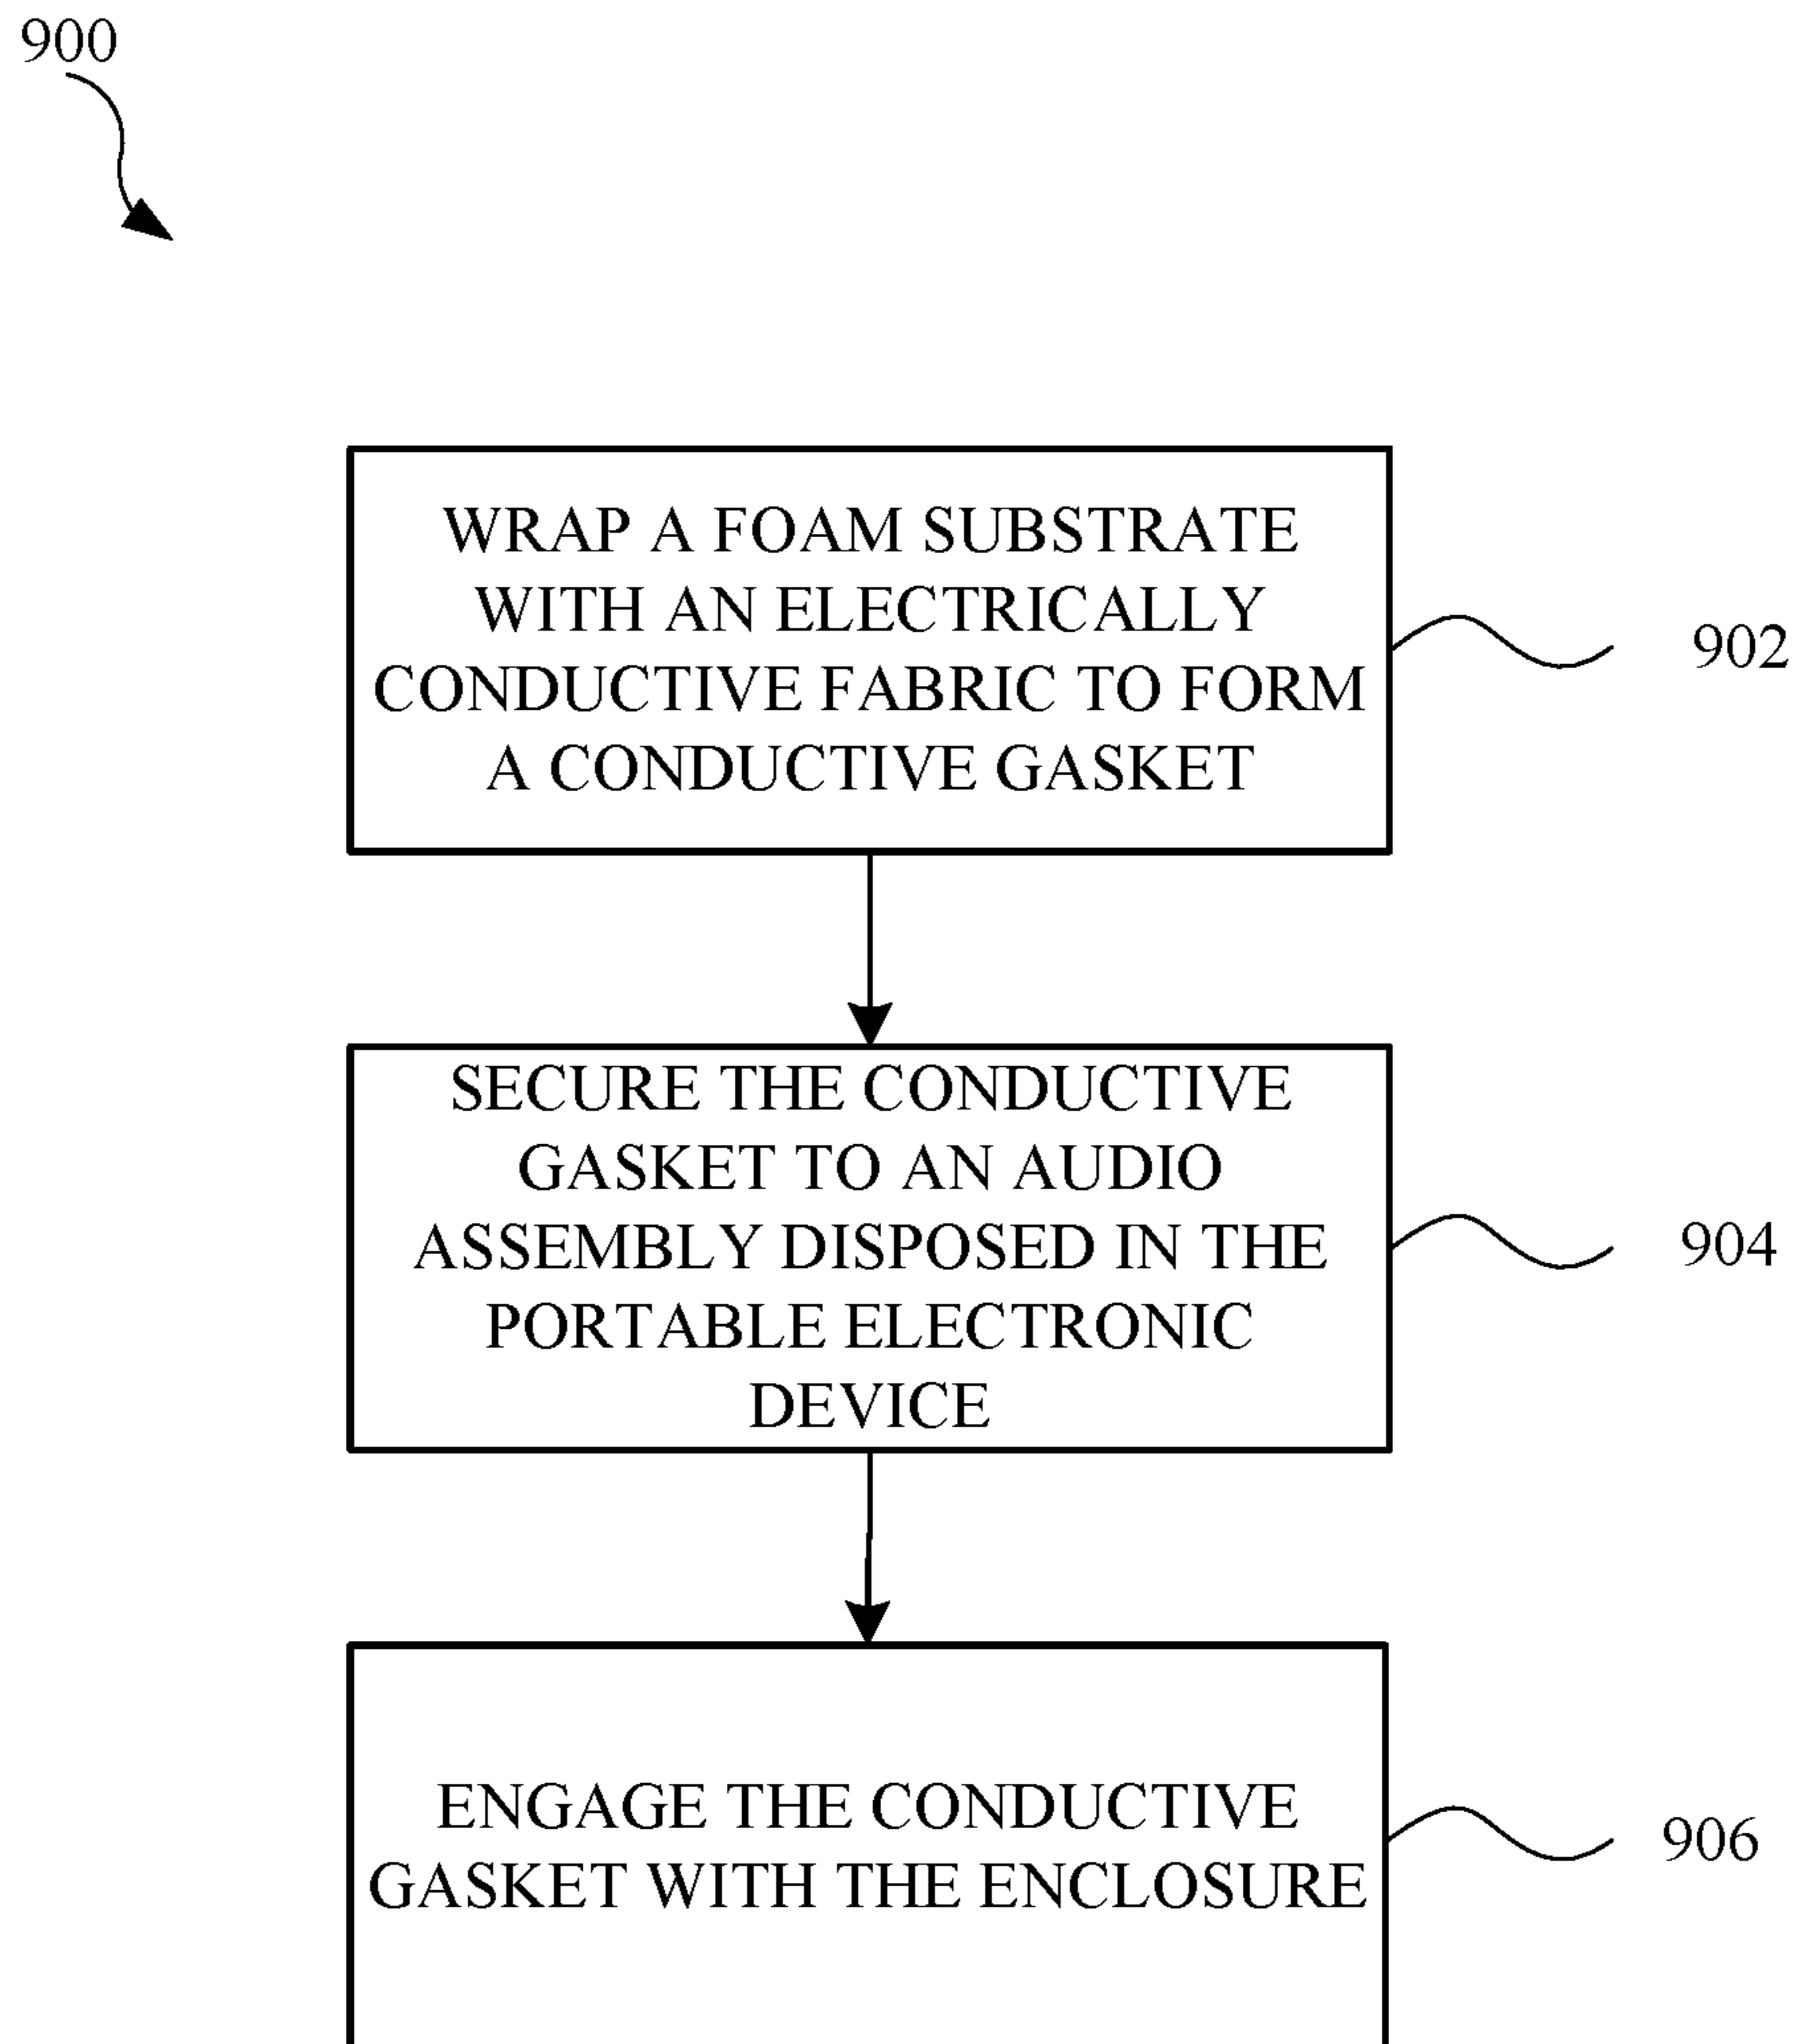 900
WRAP A FOAM SUBSTRATE
WITH AN ELECTRICALLY
CONDUCTIVE FABRIC TO FORM
A CONDUCTIVE GASKET
902
SECURE THE CONDUCTIVE
GASKET TO AN AUDIO
ASSEMBLY DISPOSED IN THE
PORTABLE ELECTRONIC
DEVICE
904
ENGAGE THE CONDUCTIVE
GASKET WITH THE ENCLOSURE
906